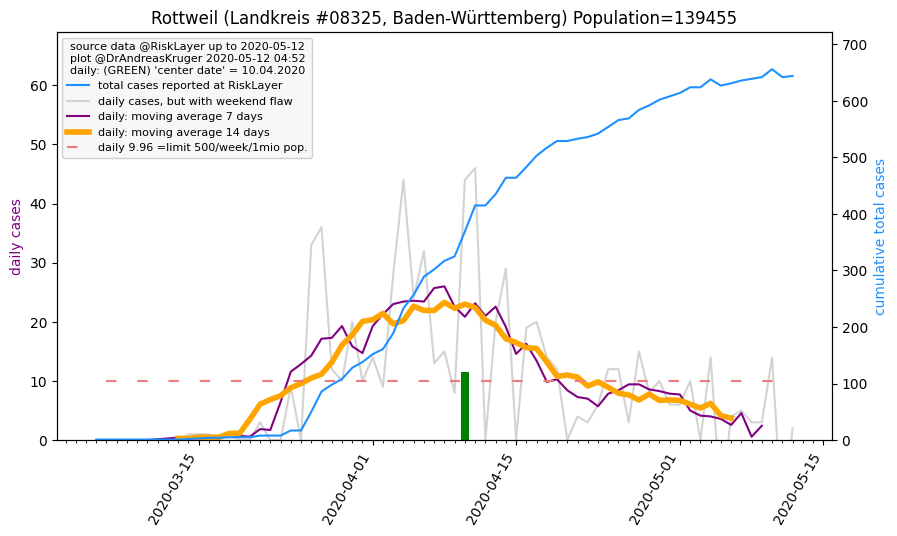 Rottweil (Landkreis #08325, Baden-Württemberg) Population=139455
source data @RiskLayer up to 2020-05-12
plot @DrAndreasKruger 2020-05-12 04:52
daily: (GREEN) 'center date' = 10.04.2020
total cases reported at RiskLayer
daily cases, but with weekend flaw
daily: moving average 7 days
daily: moving average 14 days
daily 9.96 =limit 500/week/1mio pop.
daily cases
60
50
40
30
20
10
0
700
600
500
400
300
200
100
0
cumulative total cases
2020-03-15
2020-04-01
2020-04-15
2020-05-01
2020-05-15